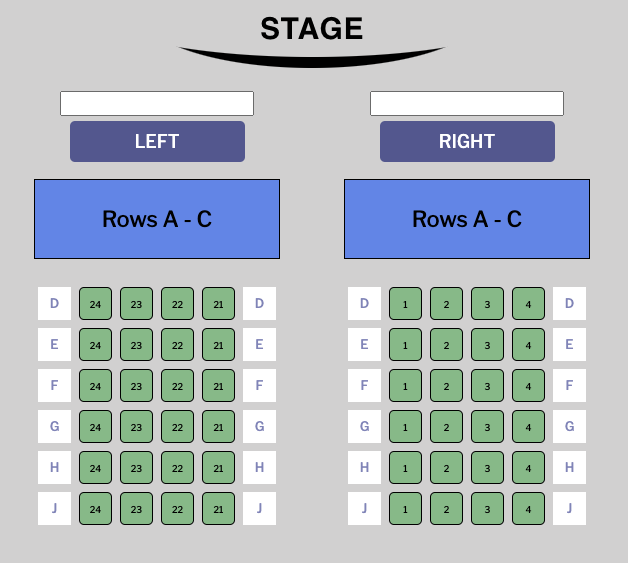 STAGE
LEFT RIGHT
Rows A - C Rows A - C
D 24 23 22 21 D D 1 2 3 4 D
E 24 23 22 21 E E 1 2 3 4 E
F 24 23 22 21 F F 1 2 3 4 F
G 24 23 22 21 G G 1 2 3 4 G
H 24 23 22 21 H H 1 2 3 4 H
J 24 23 22 21 J J 1 2 3 4 J